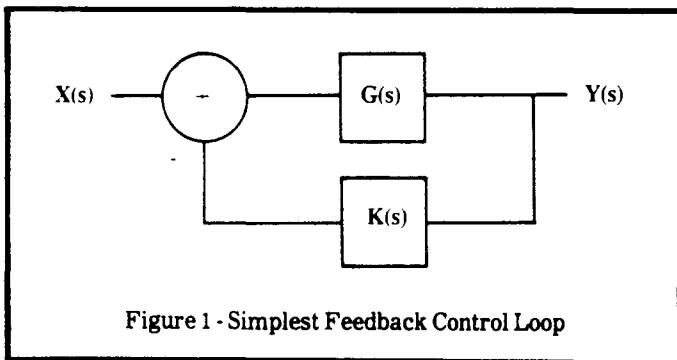 X(s) + G(s) Y(s)
-
K(s)
Figure 1 - Simplest Feedback Control Loop